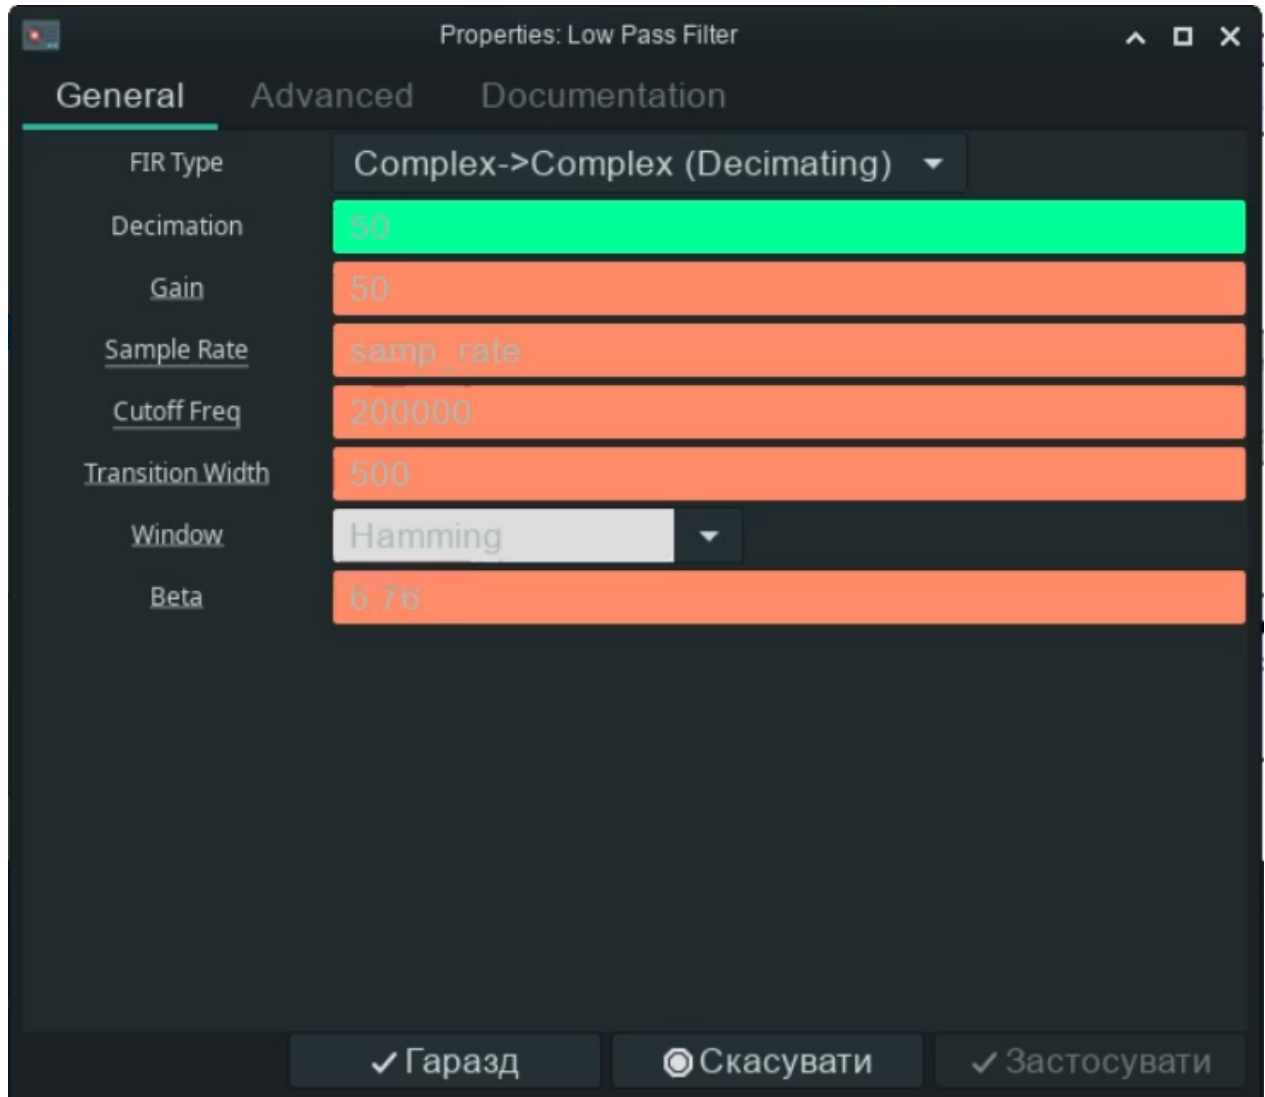 Properties: Low Pass Filter
General Advanced Documentation
FIR Type Complex->Complex (Decimating)
Decimation 50
Gain 50
Sample Rate samp_rate
Cutoff Freq 200000
Transition Width 500
Window Hamming
Beta 6.76
Гаразд Скасувати Застосувати